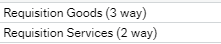 Requisition Goods (3 way)
Requisition Services (2 way)